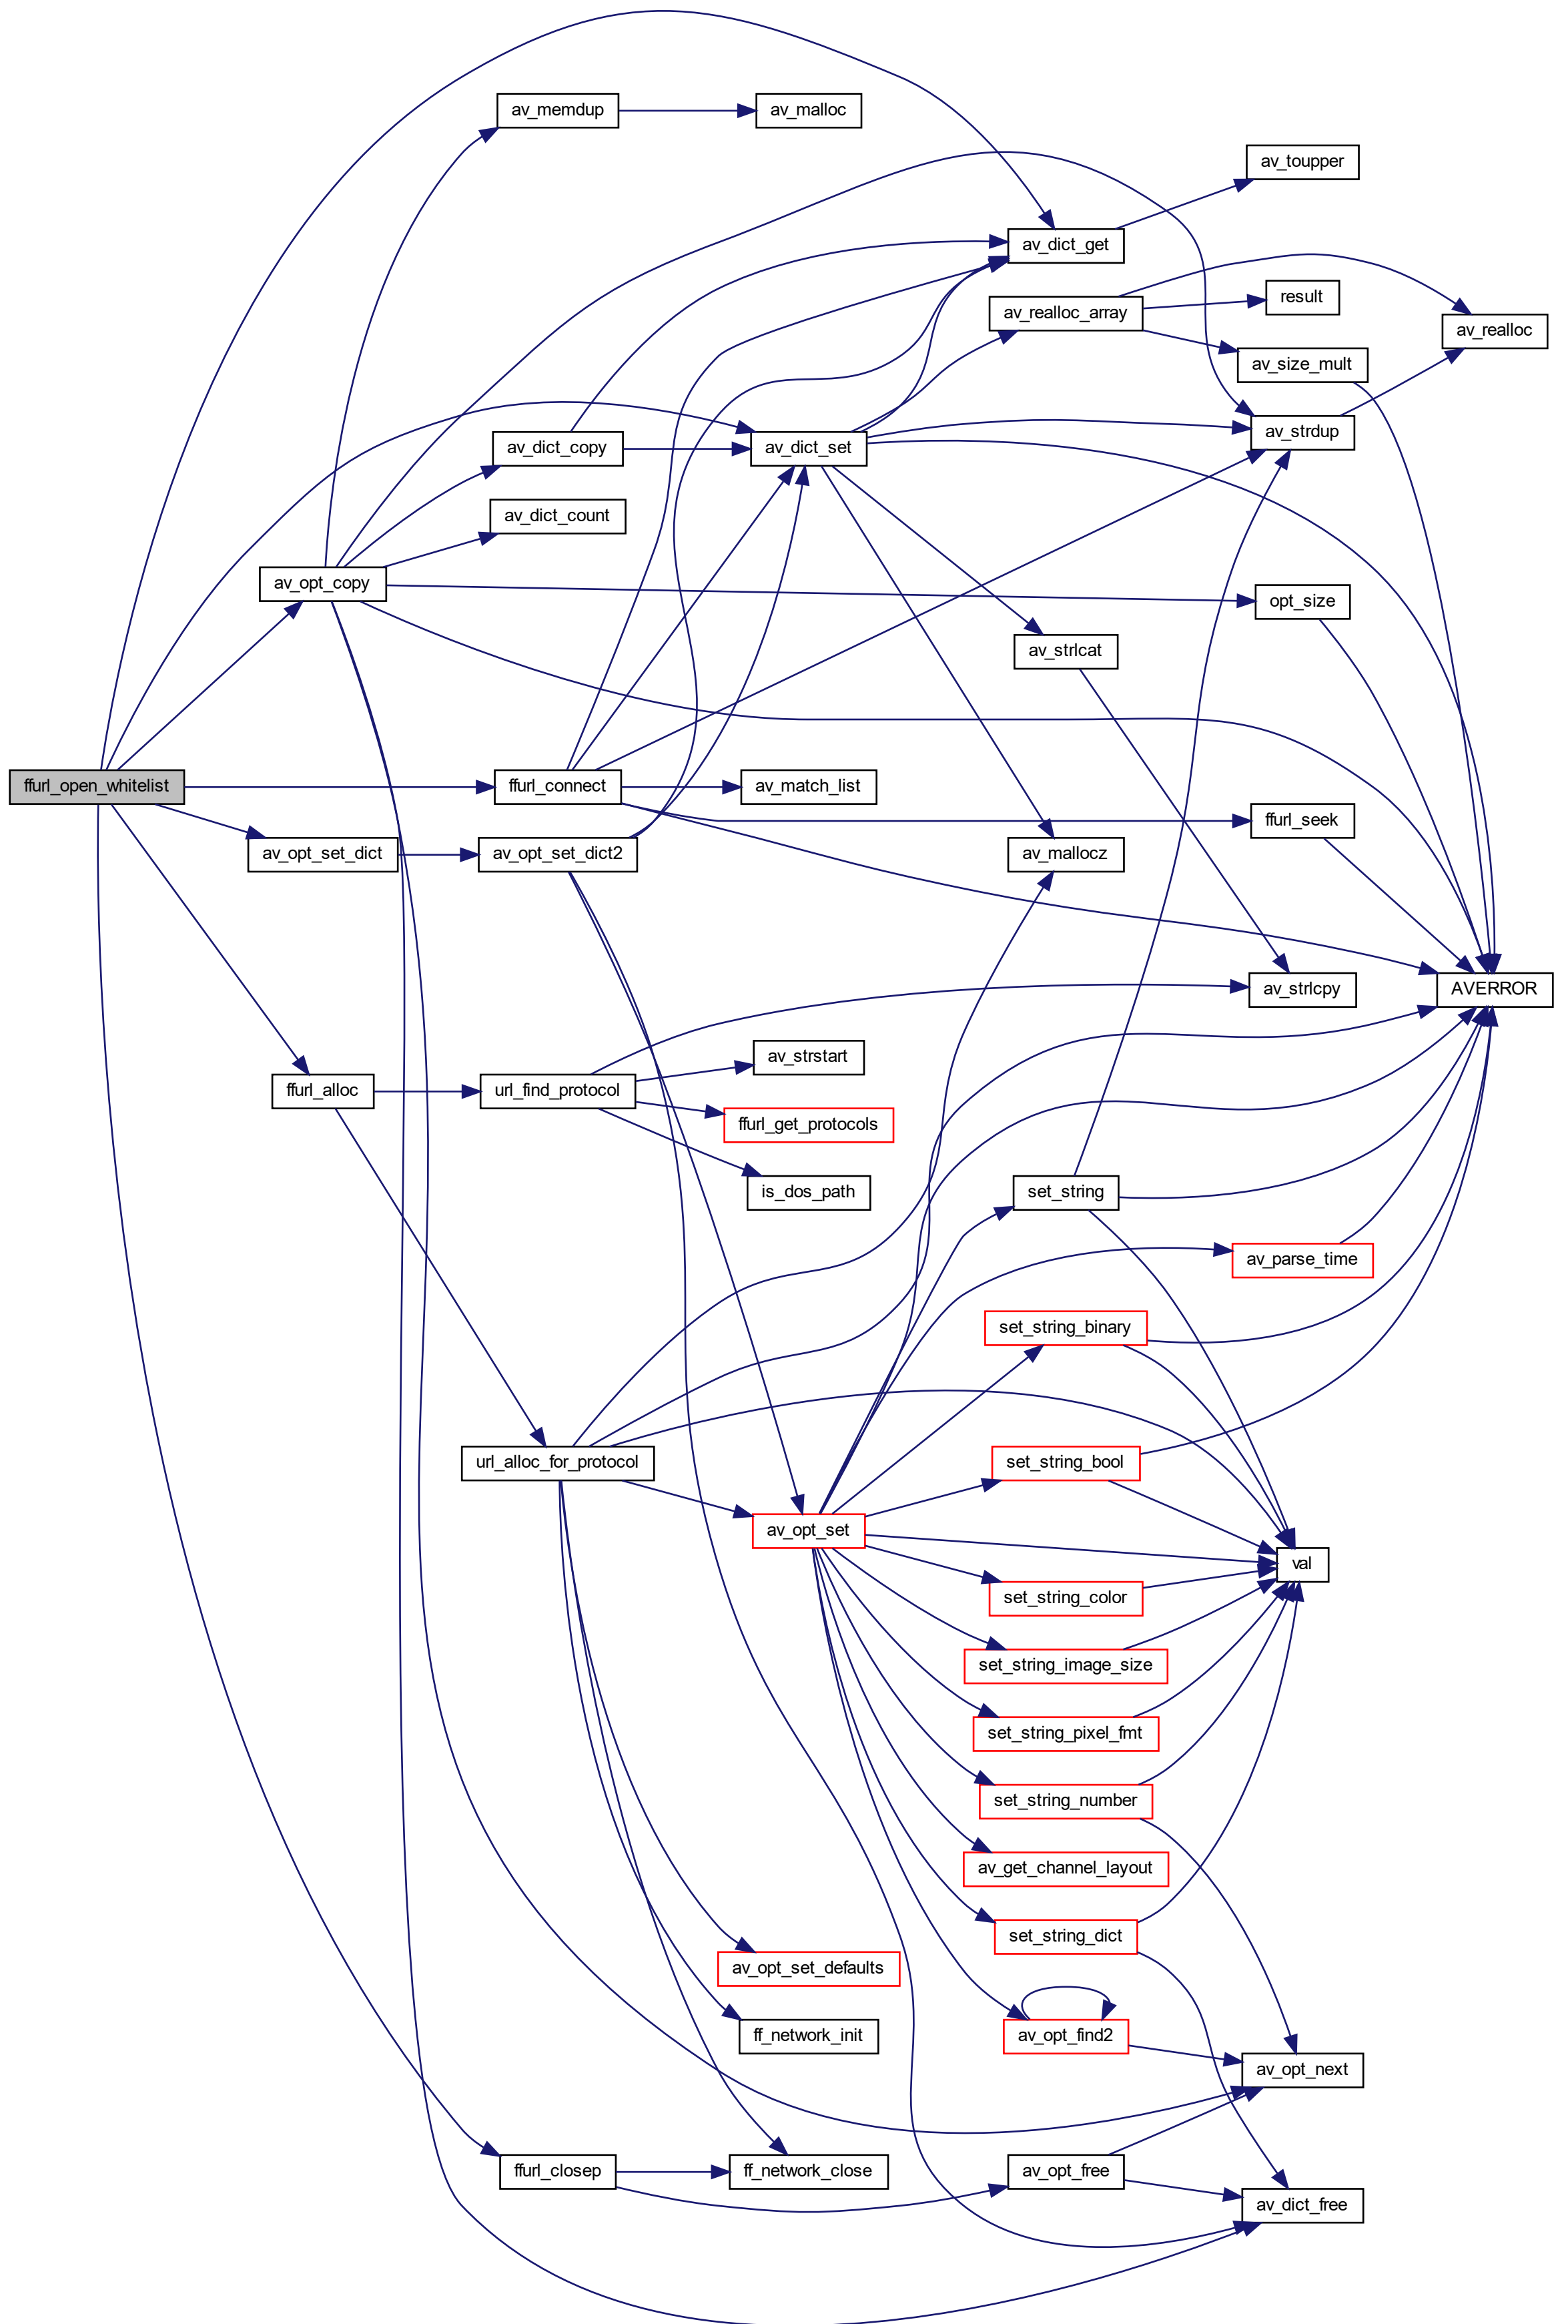 av_memdup
av_malloc
av_toupper
av_dict_get
result
av_realloc_array
av_realloc
av_size_mult
av_strdup
av_dict_copy
av_dict_set
av_dict_count
av_opt_copy
opt_size
av_strlcat
ffurl_open_whitelist
ffurl_connect
av_match_list
ffurl_seek
av_opt_set_dict
av_opt_set_dict2
av_mallocz
av_strlcpy
AVERROR
av_strstart
ffurl_alloc
url_find_protocol
ffurl_get_protocols
is_dos_path
set_string
av_parse_time
set_string_binary
url_alloc_for_protocol
set_string_bool
av_opt_set
val
set_string_color
set_string_image_size
set_string_pixel_fmt
set_string_number
av_get_channel_layout
set_string_dict
av_opt_set_defaults
ff_network_init
av_opt_find2
av_opt_next
ffurl_closep
ff_network_close
av_opt_free
av_dict_free